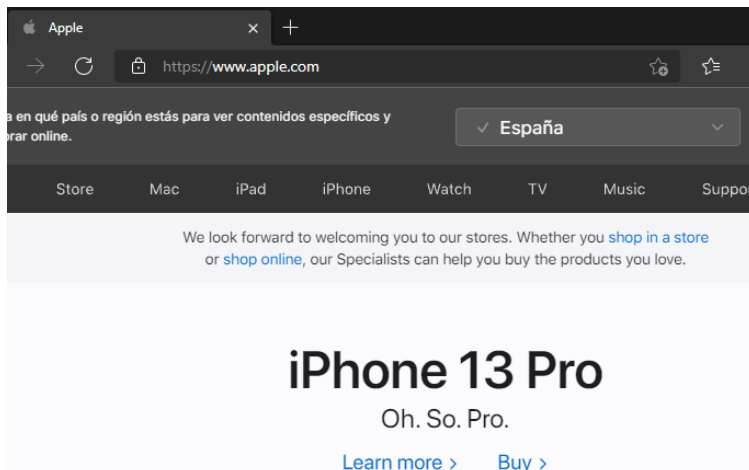 Apple
https://www.apple.com
a en qué país o región estás para ver contenidos específicos y
rar online.
España
Store Mac iPad iPhone Watch TV Music Suppo
We look forward to welcoming you to our stores. Whether you shop in a store
or shop online, our Specialists can help you buy the products you love.
iPhone 13 Pro
Oh. So. Pro.
Learn more > Buy >